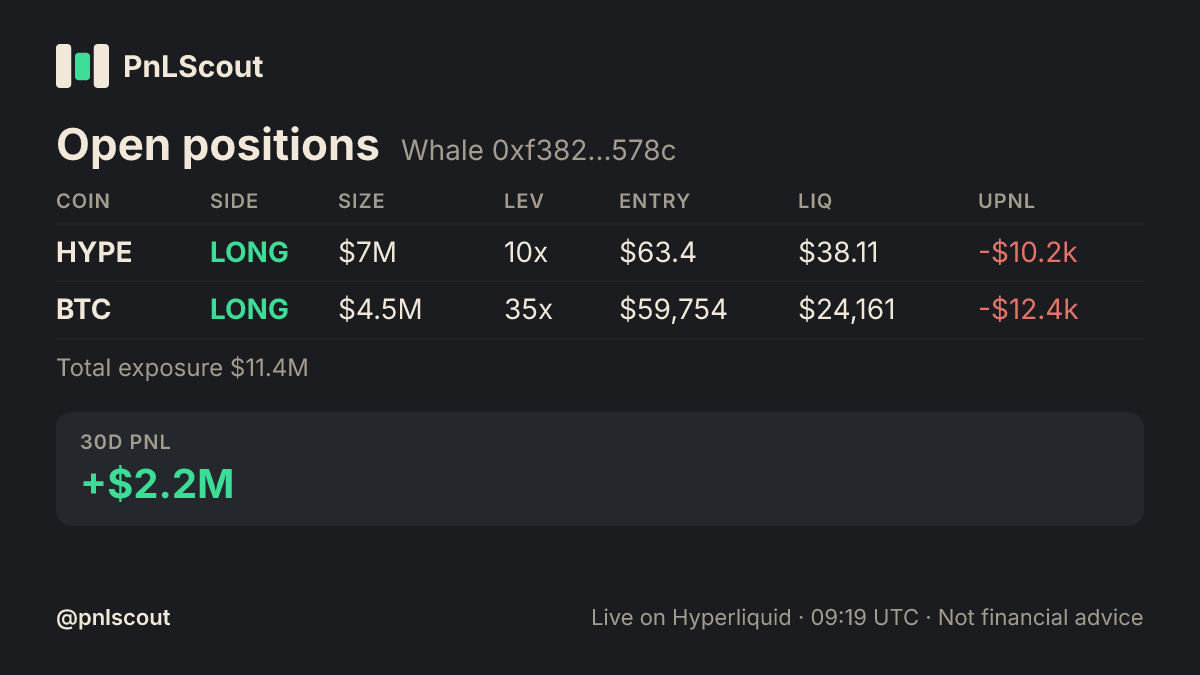 PnLScout
Open positions Whale 0xf382...578c
COIN SIDE SIZE LEV ENTRY LIQ UPNL
HYPE LONG $7M 10x $63.4 $38.11 -$10.2k
BTC LONG $4.5M 35x $59,754 $24,161 -$12.4k
Total exposure $11.4M
30D PNL
+$2.2M
@pnlscout Live on Hyperliquid · 09:19 UTC · Not financial advice